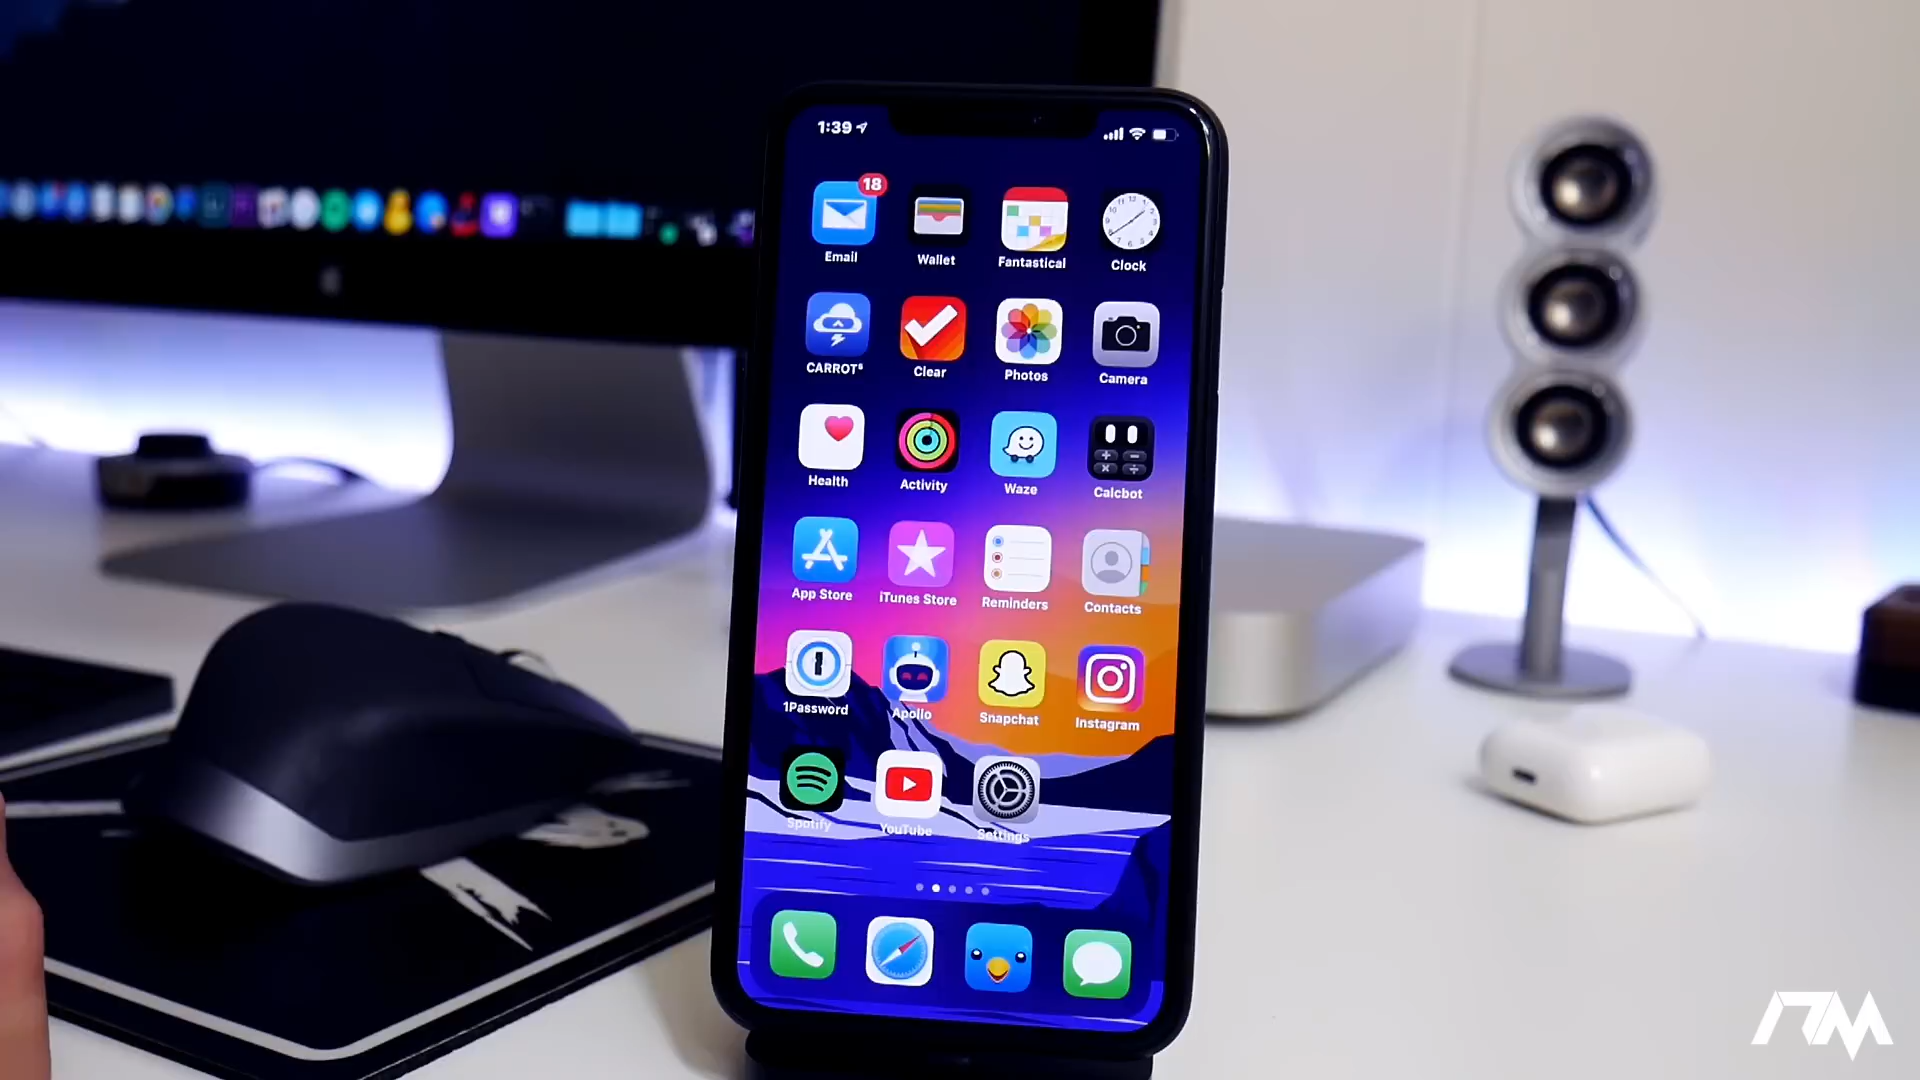 1:39
18
Email Wallet Fantastical Clock
CARROT⁵ Clear Photos Camera
Health Activity Waze Calcbot
App Store iTunes Store Reminders Contacts
1Password Apollo Snapchat Instagram
Spotify YouTube Settings